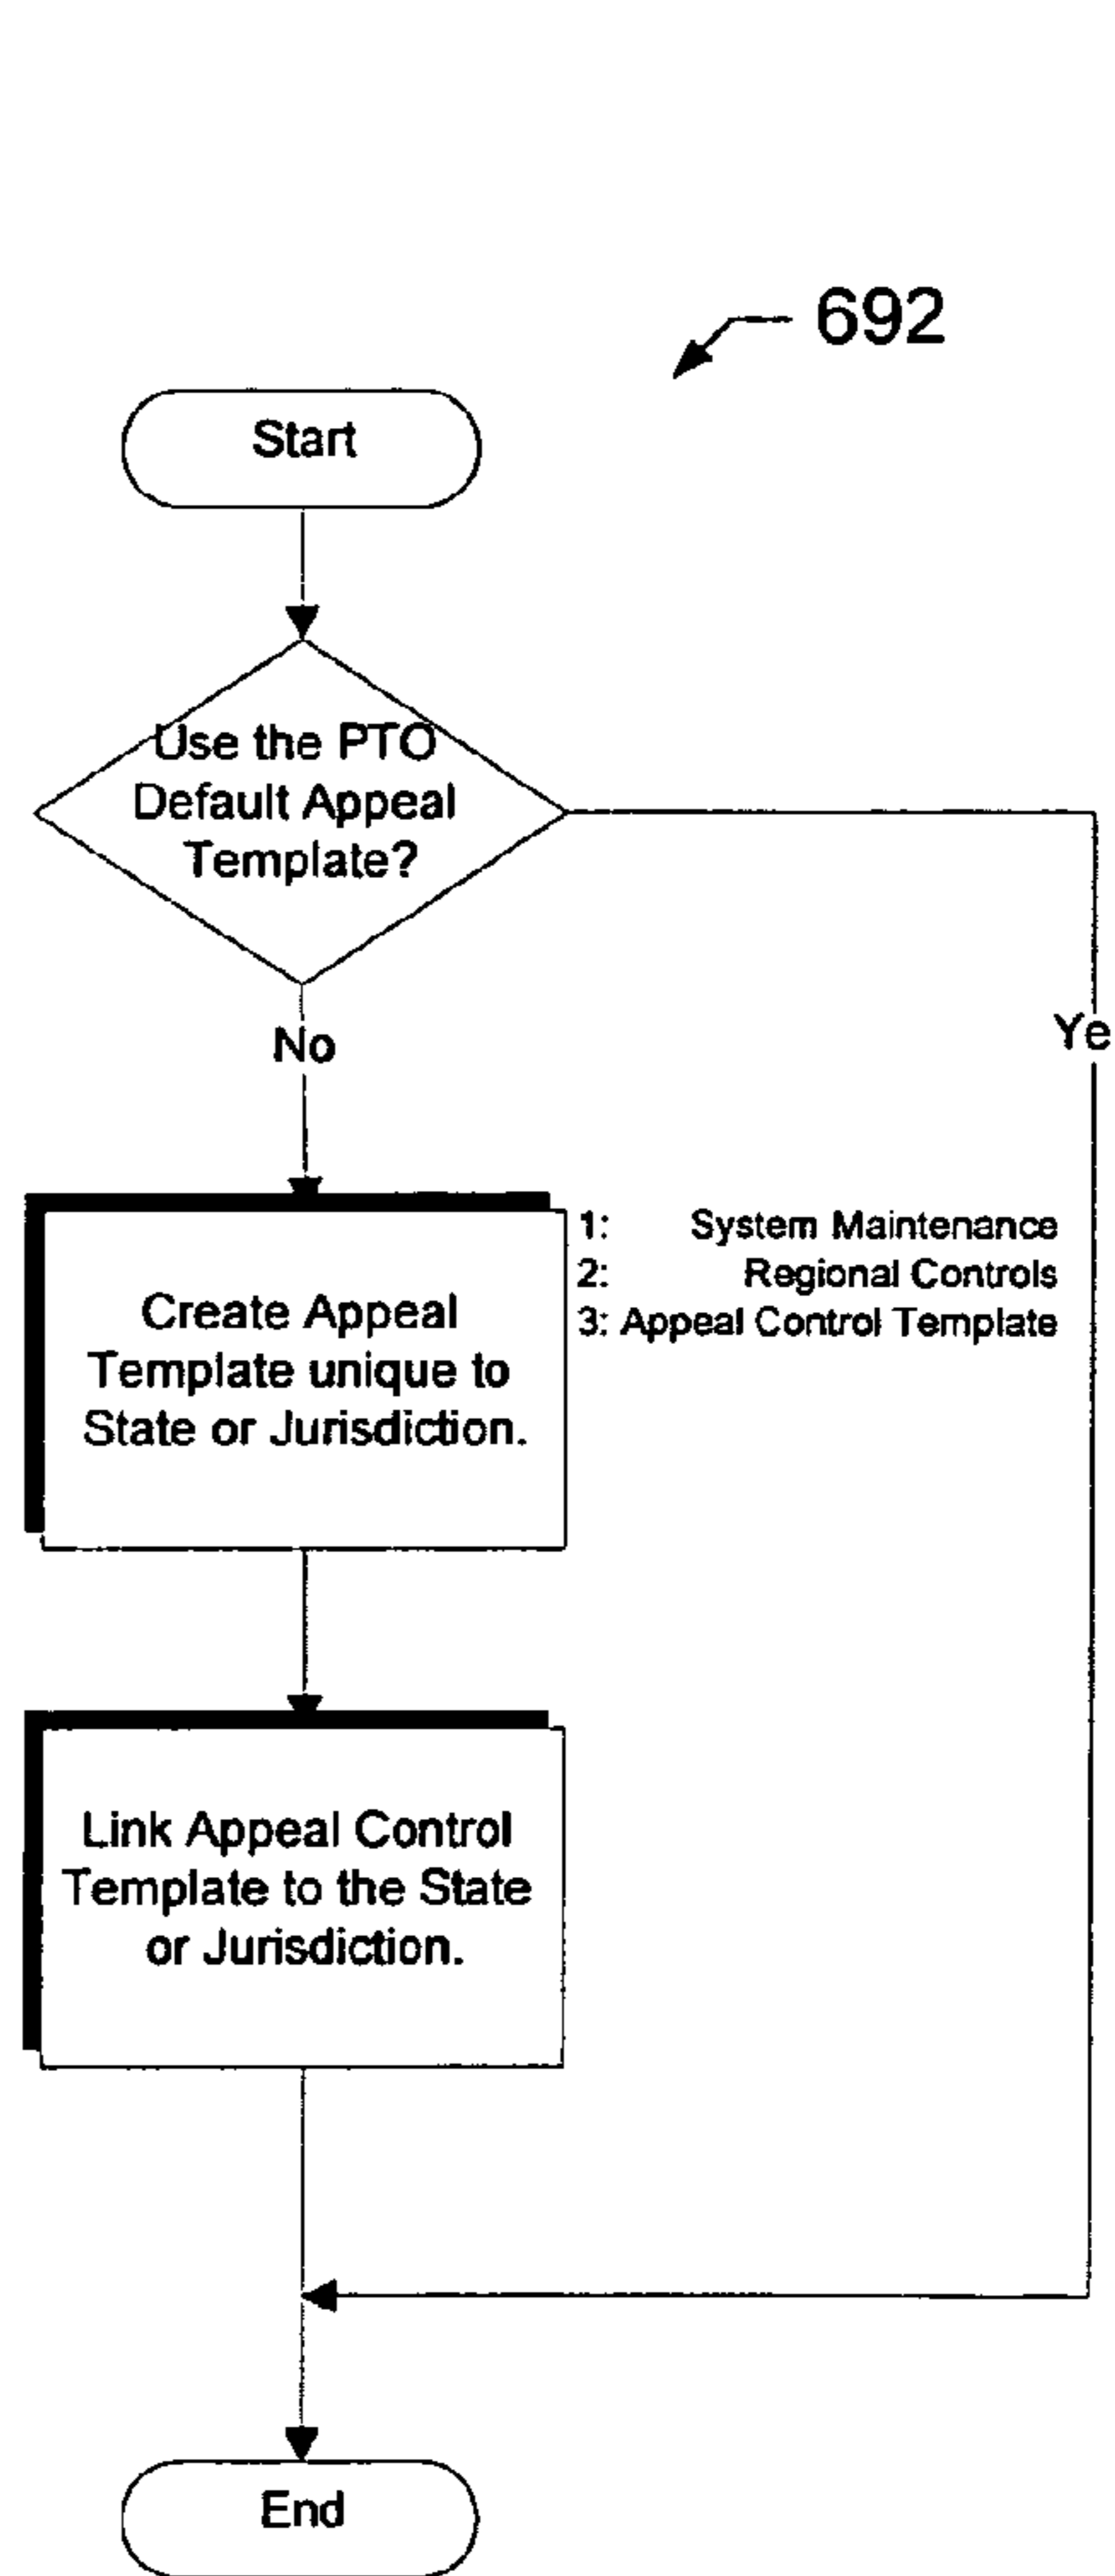 692
Start
Use the PTO
Default Appeal
Template?
No
Ye
Create Appeal
Template unique to
State or Jurisdiction.
1: System Maintenance
2: Regional Controls
3: Appeal Control Template
Link Appeal Control
Template to the State
or Jurisdiction.
End